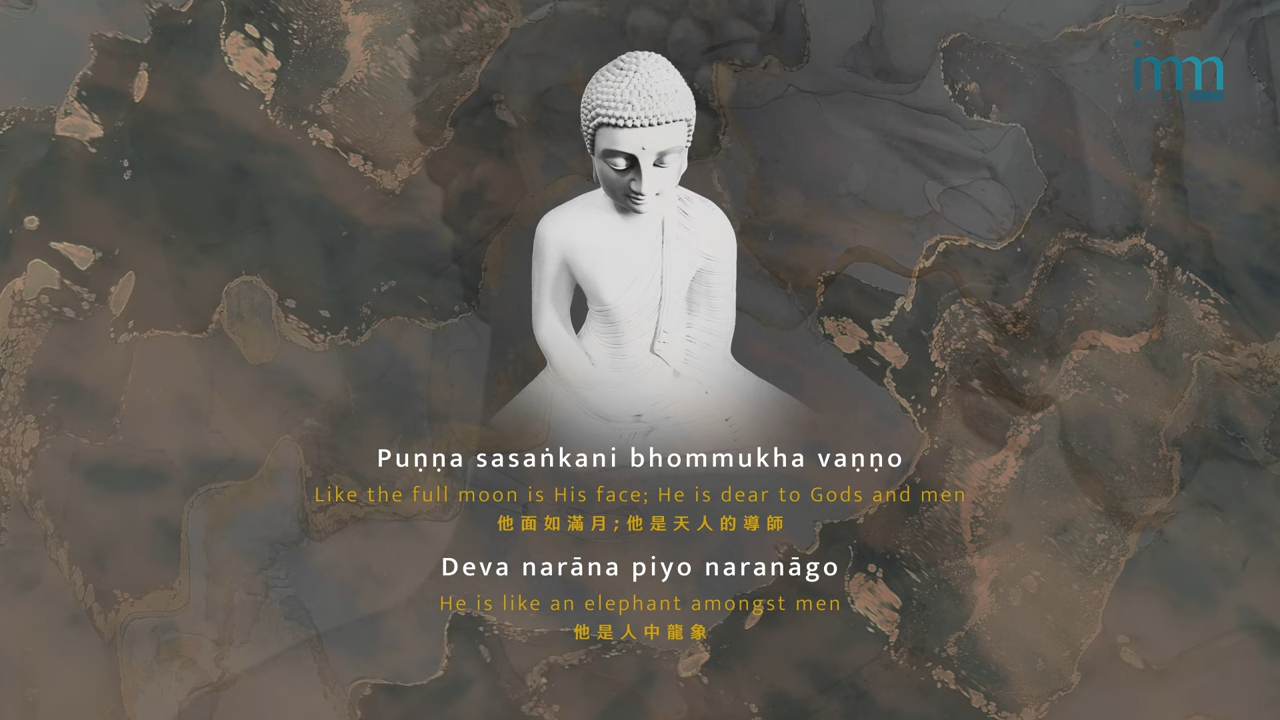 imm
Puṇṇa sasaṅkani bhommukha vaṇṇo
Like the full moon is His face; He is dear to Gods and men
他面如滿月;他是天人的導師
Deva narāna piyo naranāgo
He is like an elephant amongst men
他是人中龍象